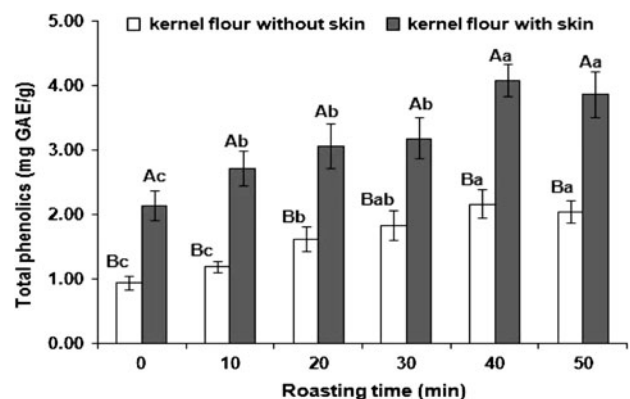 5.00
kernel flour without skin kernel flour with skin
Aa
Aa
4.00
Ab
Ab
Ab
3.00
Ac
Ba
Ba
Bab
2.00
Bb
Bc
Bc
1.00
0.00
0 10 20 30 40 50
Roasting time (min)
Total phenolics (mg GAE/g)